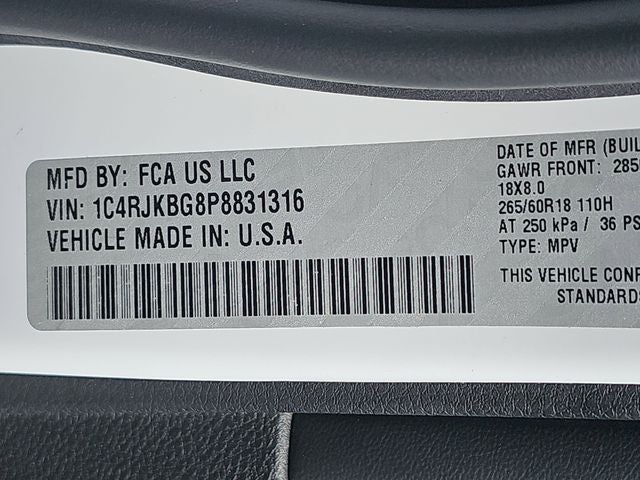 MFD BY: FCA US LLC
VIN: 1C4RJKBG8P8831316
VEHICLE MADE IN: U.S.A.
DATE OF MFR (BUIL
GAWR FRONT: 285
18X8.0
265/60R18 110H
AT 250 kPa / 36 PS
TYPE: MPV
THIS VEHICLE CONF
STANDARDS